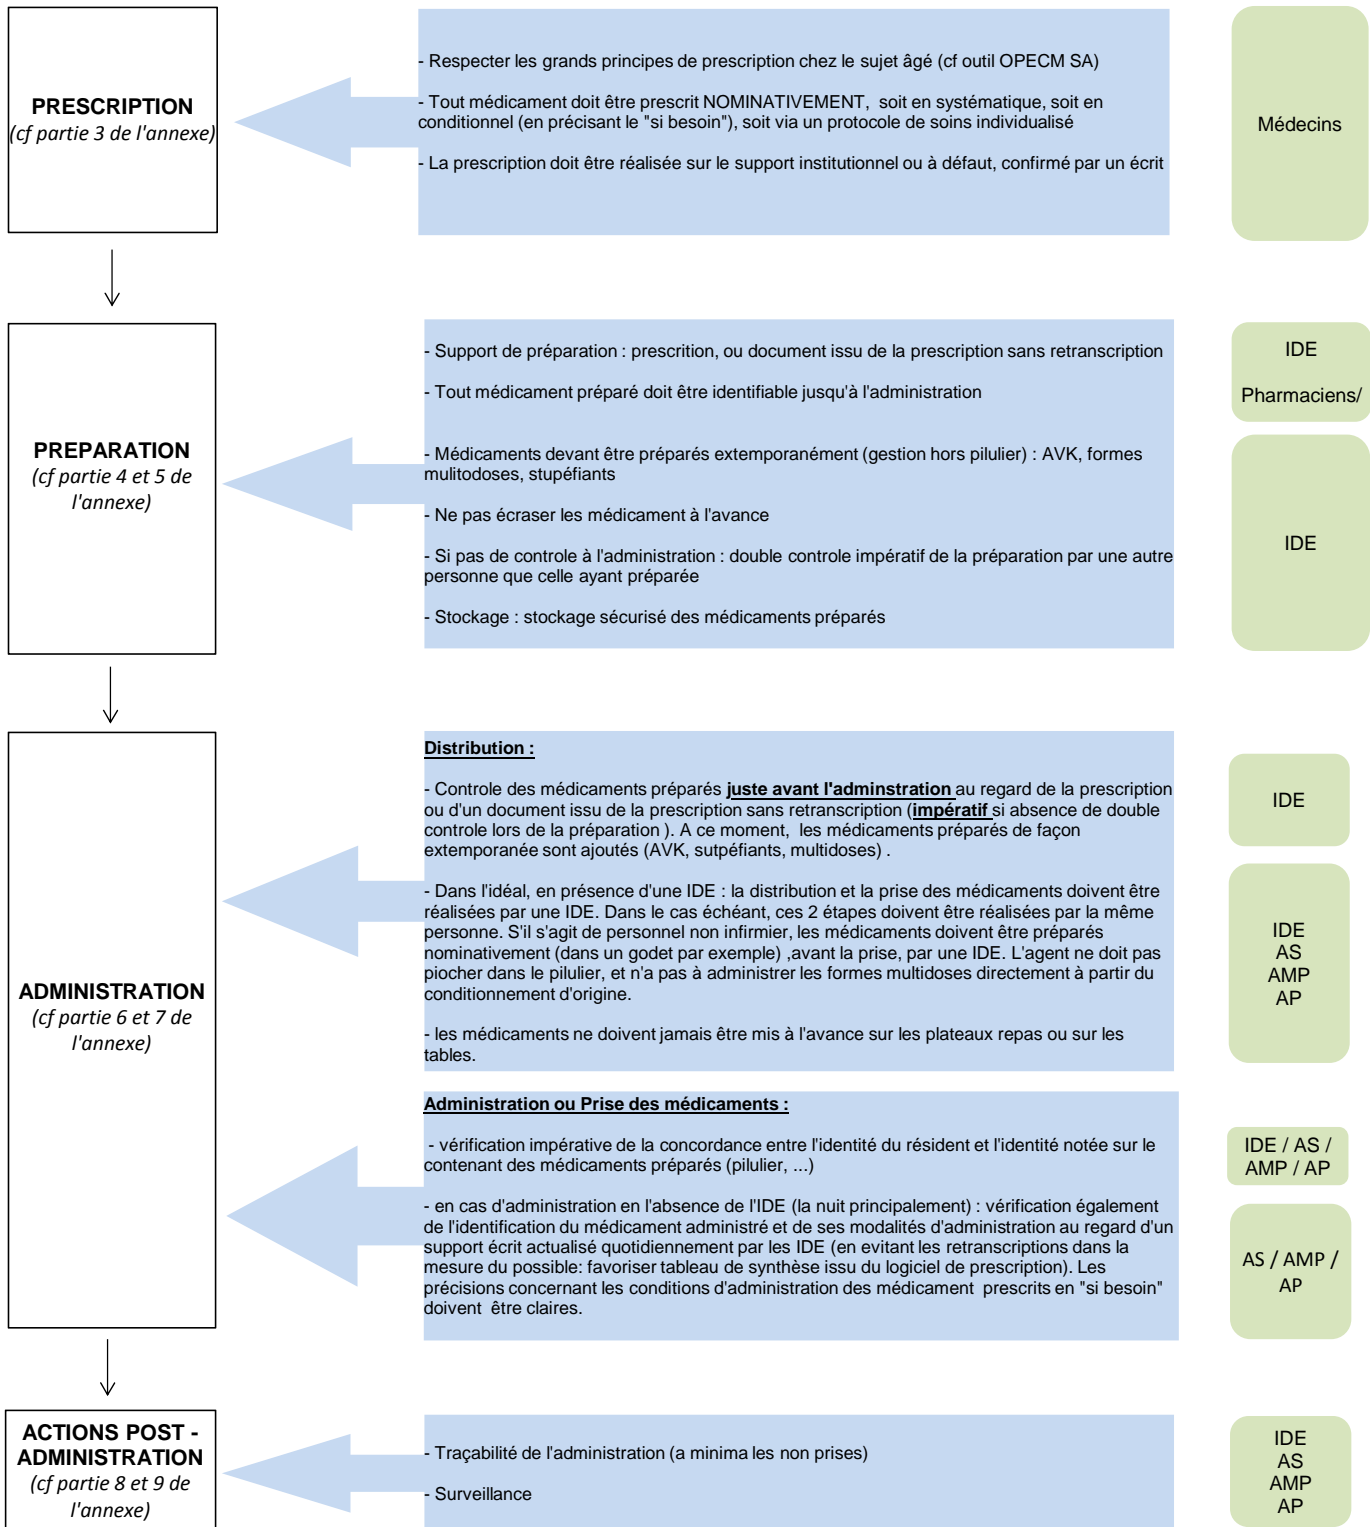 PRESCRIPTION
(cf partie 3 de l'annexe)
- Respecter les grands principes de prescription chez le sujet âgé (cf outil OPECM SA)
- Tout médicament doit être prescrit NOMINATIVEMENT, soit en systématique, soit en
conditionnel (en précisant le "si besoin"), soit via un protocole de soins individualisé
- La prescription doit être réalisée sur le support institutionnel ou à défaut, confirmé par un écrit
Médecins
PREPARATION
(cf partie 4 et 5 de
l'annexe)
- Support de préparation : prescrition, ou document issu de la prescription sans retranscription
- Tout médicament préparé doit être identifiable jusqu'à l'administration
- Médicaments devant être préparés extemporanément (gestion hors pilulier) : AVK, formes
mulitodoses, stupéfiants
- Ne pas écraser les médicament à l'avance
- Si pas de controle à l'administration : double controle impératif de la préparation par une autre
personne que celle ayant préparée
- Stockage : stockage sécurisé des médicaments préparés
IDE
Pharmaciens/
IDE
ADMINISTRATION
(cf partie 6 et 7 de
l'annexe)
Distribution :
- Controle des médicaments préparés juste avant l'adminstration au regard de la prescription
ou d'un document issu de la prescription sans retranscription (impératif si absence de double
controle lors de la préparation ). A ce moment, les médicaments préparés de façon
extemporanée sont ajoutés (AVK, sutpéfiants, multidoses) .
- Dans l'idéal, en présence d'une IDE : la distribution et la prise des médicaments doivent être
réalisées par une IDE. Dans le cas échéant, ces 2 étapes doivent être réalisées par la même
personne. S'il s'agit de personnel non infirmier, les médicaments doivent être préparés
nominativement (dans un godet par exemple) ,avant la prise, par une IDE. L'agent ne doit pas
piocher dans le pilulier, et n'a pas à administrer les formes multidoses directement à partir du
conditionnement d'origine.
- les médicaments ne doivent jamais être mis à l'avance sur les plateaux repas ou sur les
tables.
IDE
IDE
AS
AMP
AP
Administration ou Prise des médicaments :
- vérification impérative de la concordance entre l'identité du résident et l'identité notée sur le
contenant des médicaments préparés (pilulier, ...)
- en cas d'administration en l'absence de l'IDE (la nuit principalement) : vérification également
de l'identification du médicament administré et de ses modalités d'administration au regard d'un
support écrit actualisé quotidiennement par les IDE (en evitant les retranscriptions dans la
mesure du possible: favoriser tableau de synthèse issu du logiciel de prescription). Les
précisions concernant les conditions d'administration des médicament prescrits en "si besoin"
doivent être claires.
IDE / AS /
AMP / AP
AS / AMP /
AP
ACTIONS POST -
ADMINISTRATION
(cf partie 8 et 9 de
l'annexe)
- Traçabilité de l'administration (a minima les non prises)
- Surveillance
IDE
AS
AMP
AP